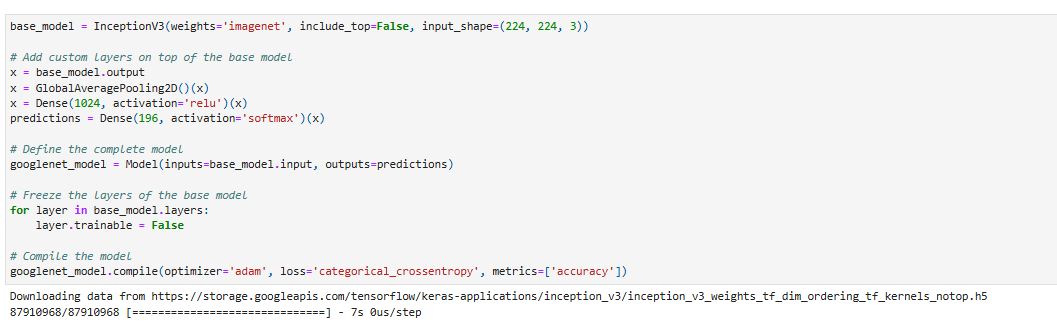 base_model = InceptionV3(weights='imagenet', include_top=False, input_shape=(224, 224, 3))
# Add custom layers on top of the base model
x = base_model.output
x = GlobalAveragePooling2D()(x)
x = Dense(1024, activation='relu')(x)
predictions = Dense(196, activation='softmax')(x)
# Define the complete model
googlenet_model = Model(inputs=base_model.input, outputs=predictions)
# Freeze the layers of the base model
for layer in base_model.layers:
    layer.trainable = False
# Compile the model
googlenet_model.compile(optimizer='adam', loss='categorical_crossentropy', metrics=['accuracy'])
Downloading data from https://storage.googleapis.com/tensorflow/keras-applications/inception_v3/inception_v3_weights_tf_dim_ordering_tf_kernels_notop.h5
87910968/87910968 [==============================] - 7s 0us/step